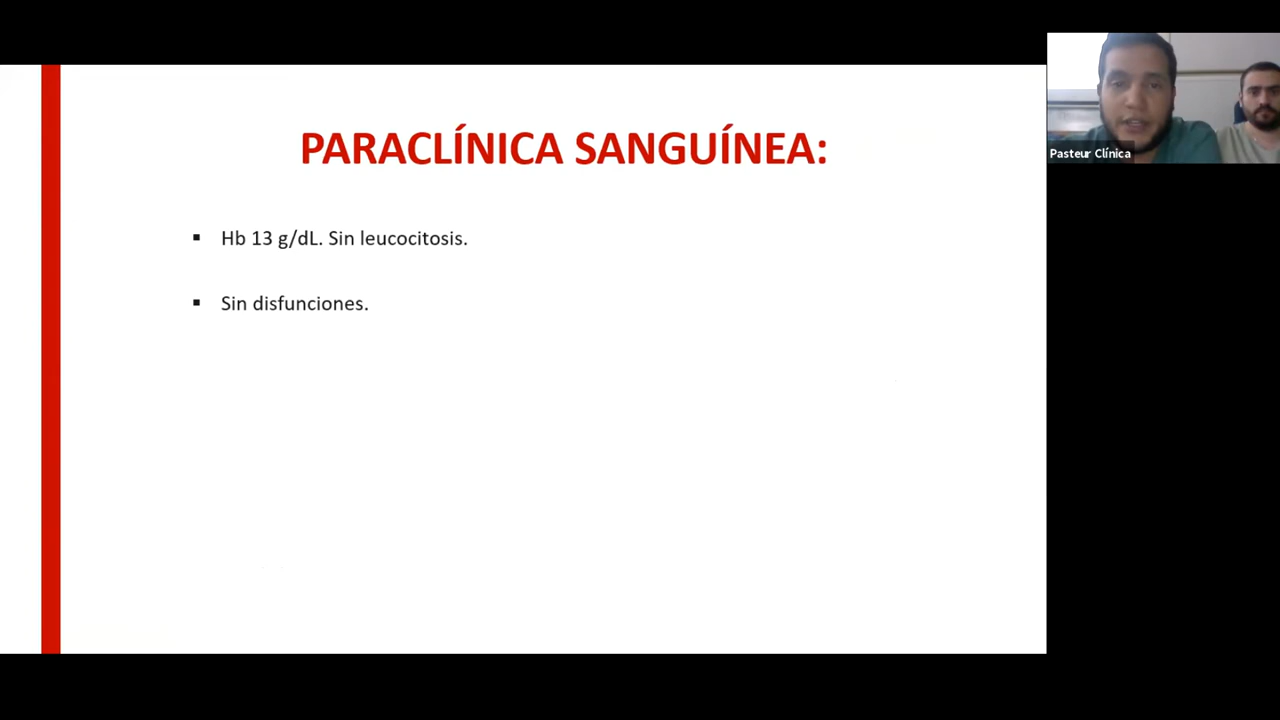 PARACLÍNICA SANGUÍNEA:
Hb 13 g/dL. Sin leucocitosis.
Sin disfunciones.
Pasteur Clínica